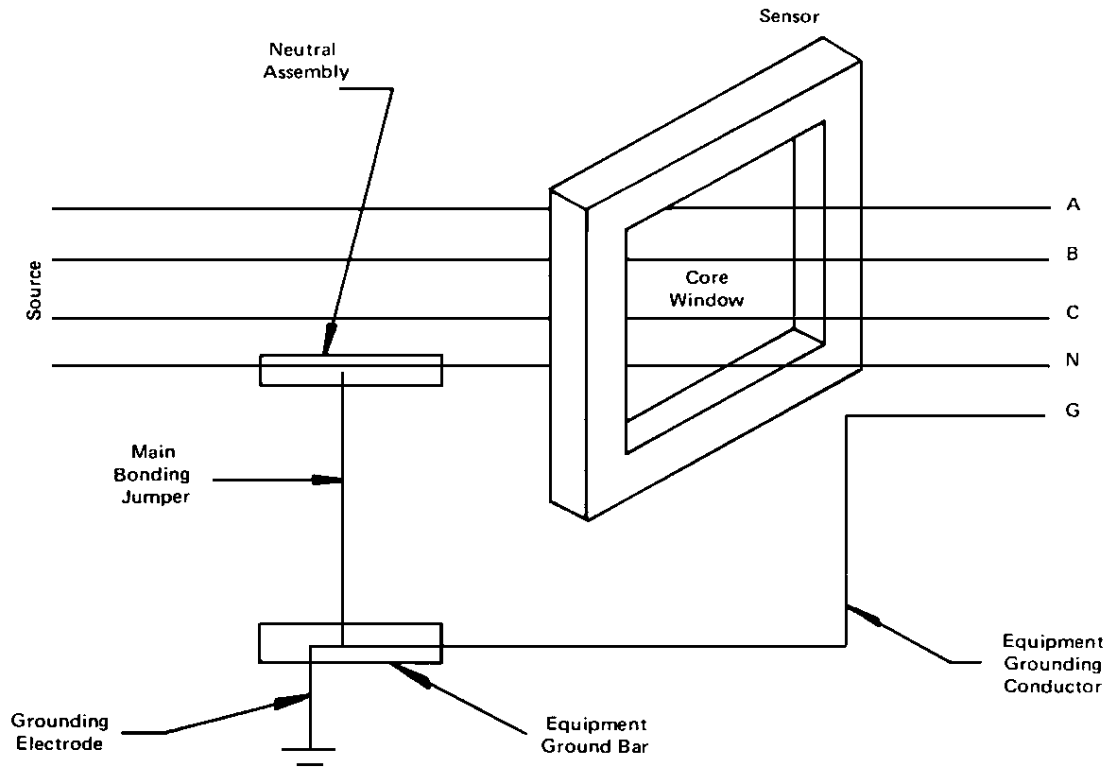 Sensor
Neutral
Assembly
Source
A
B
Core
Window
C
N
G
Main
Bonding
Jumper
Equipment
Grounding
Conductor
Grounding
Electrode
Equipment
Ground Bar